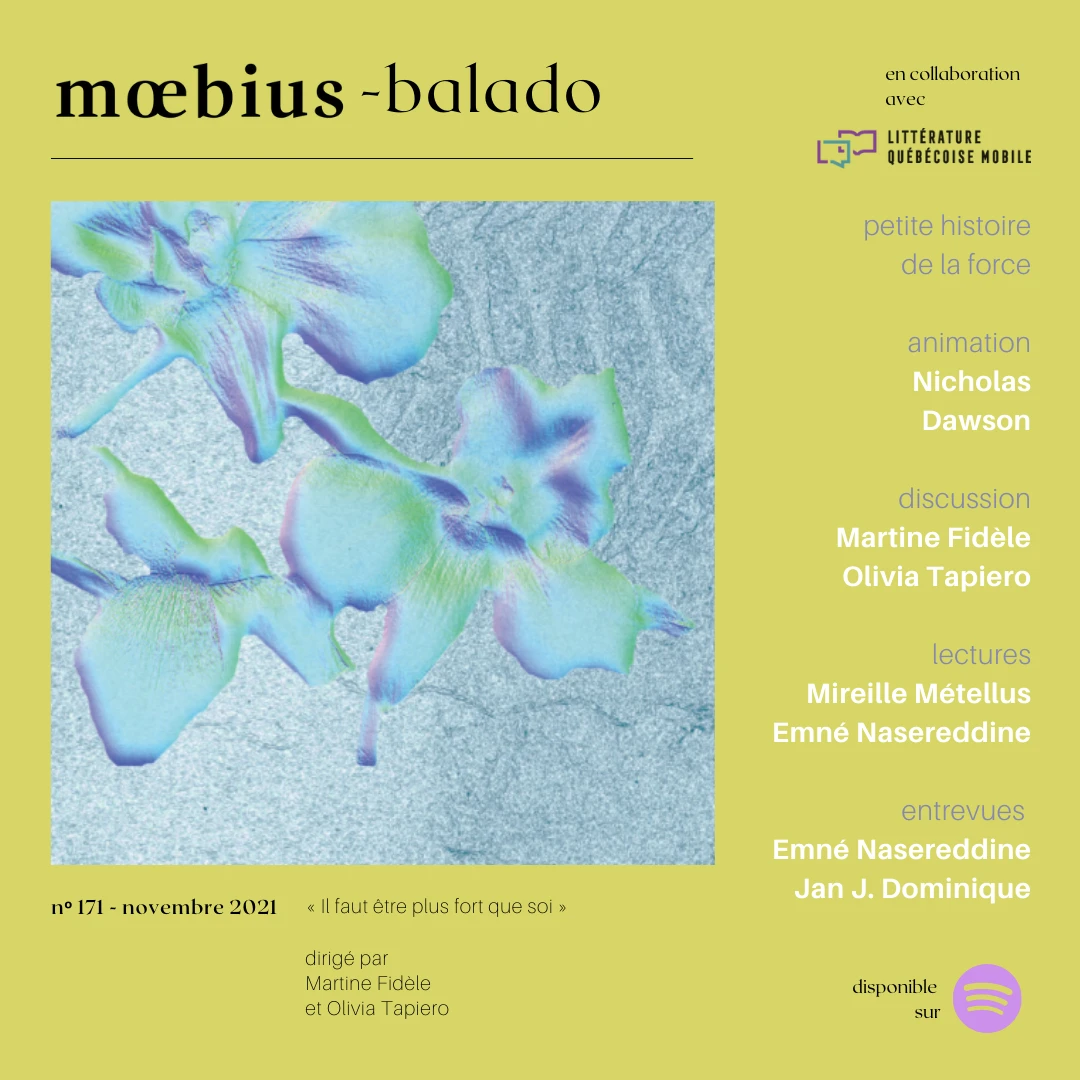 mœbius -balado
en collaboration
avec
LITTÉRATURE
QUÉBÉCOISE MOBILE
petite histoire
de la force
animation
Nicholas
Dawson
discussion
Martine Fidèle
Olivia Tapiero
lectures
Mireille Métellus
Emné Nasereddine
entrevues
Emné Nasereddine
Jan J. Dominique
nº 171 - novembre 2021
« Il faut être plus fort que soi »
dirigé par
Martine Fidèle
et Olivia Tapiero
disponible
sur